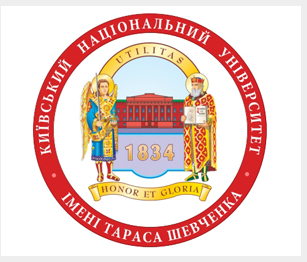 КИЇВСЬКИЙ НАЦІОНАЛЬНИЙ УНІВЕРСИТЕТ
ІМЕНІ ТАРАСА ШЕВЧЕНКА
UTILITAS
1834
HONOR ET GLORIA